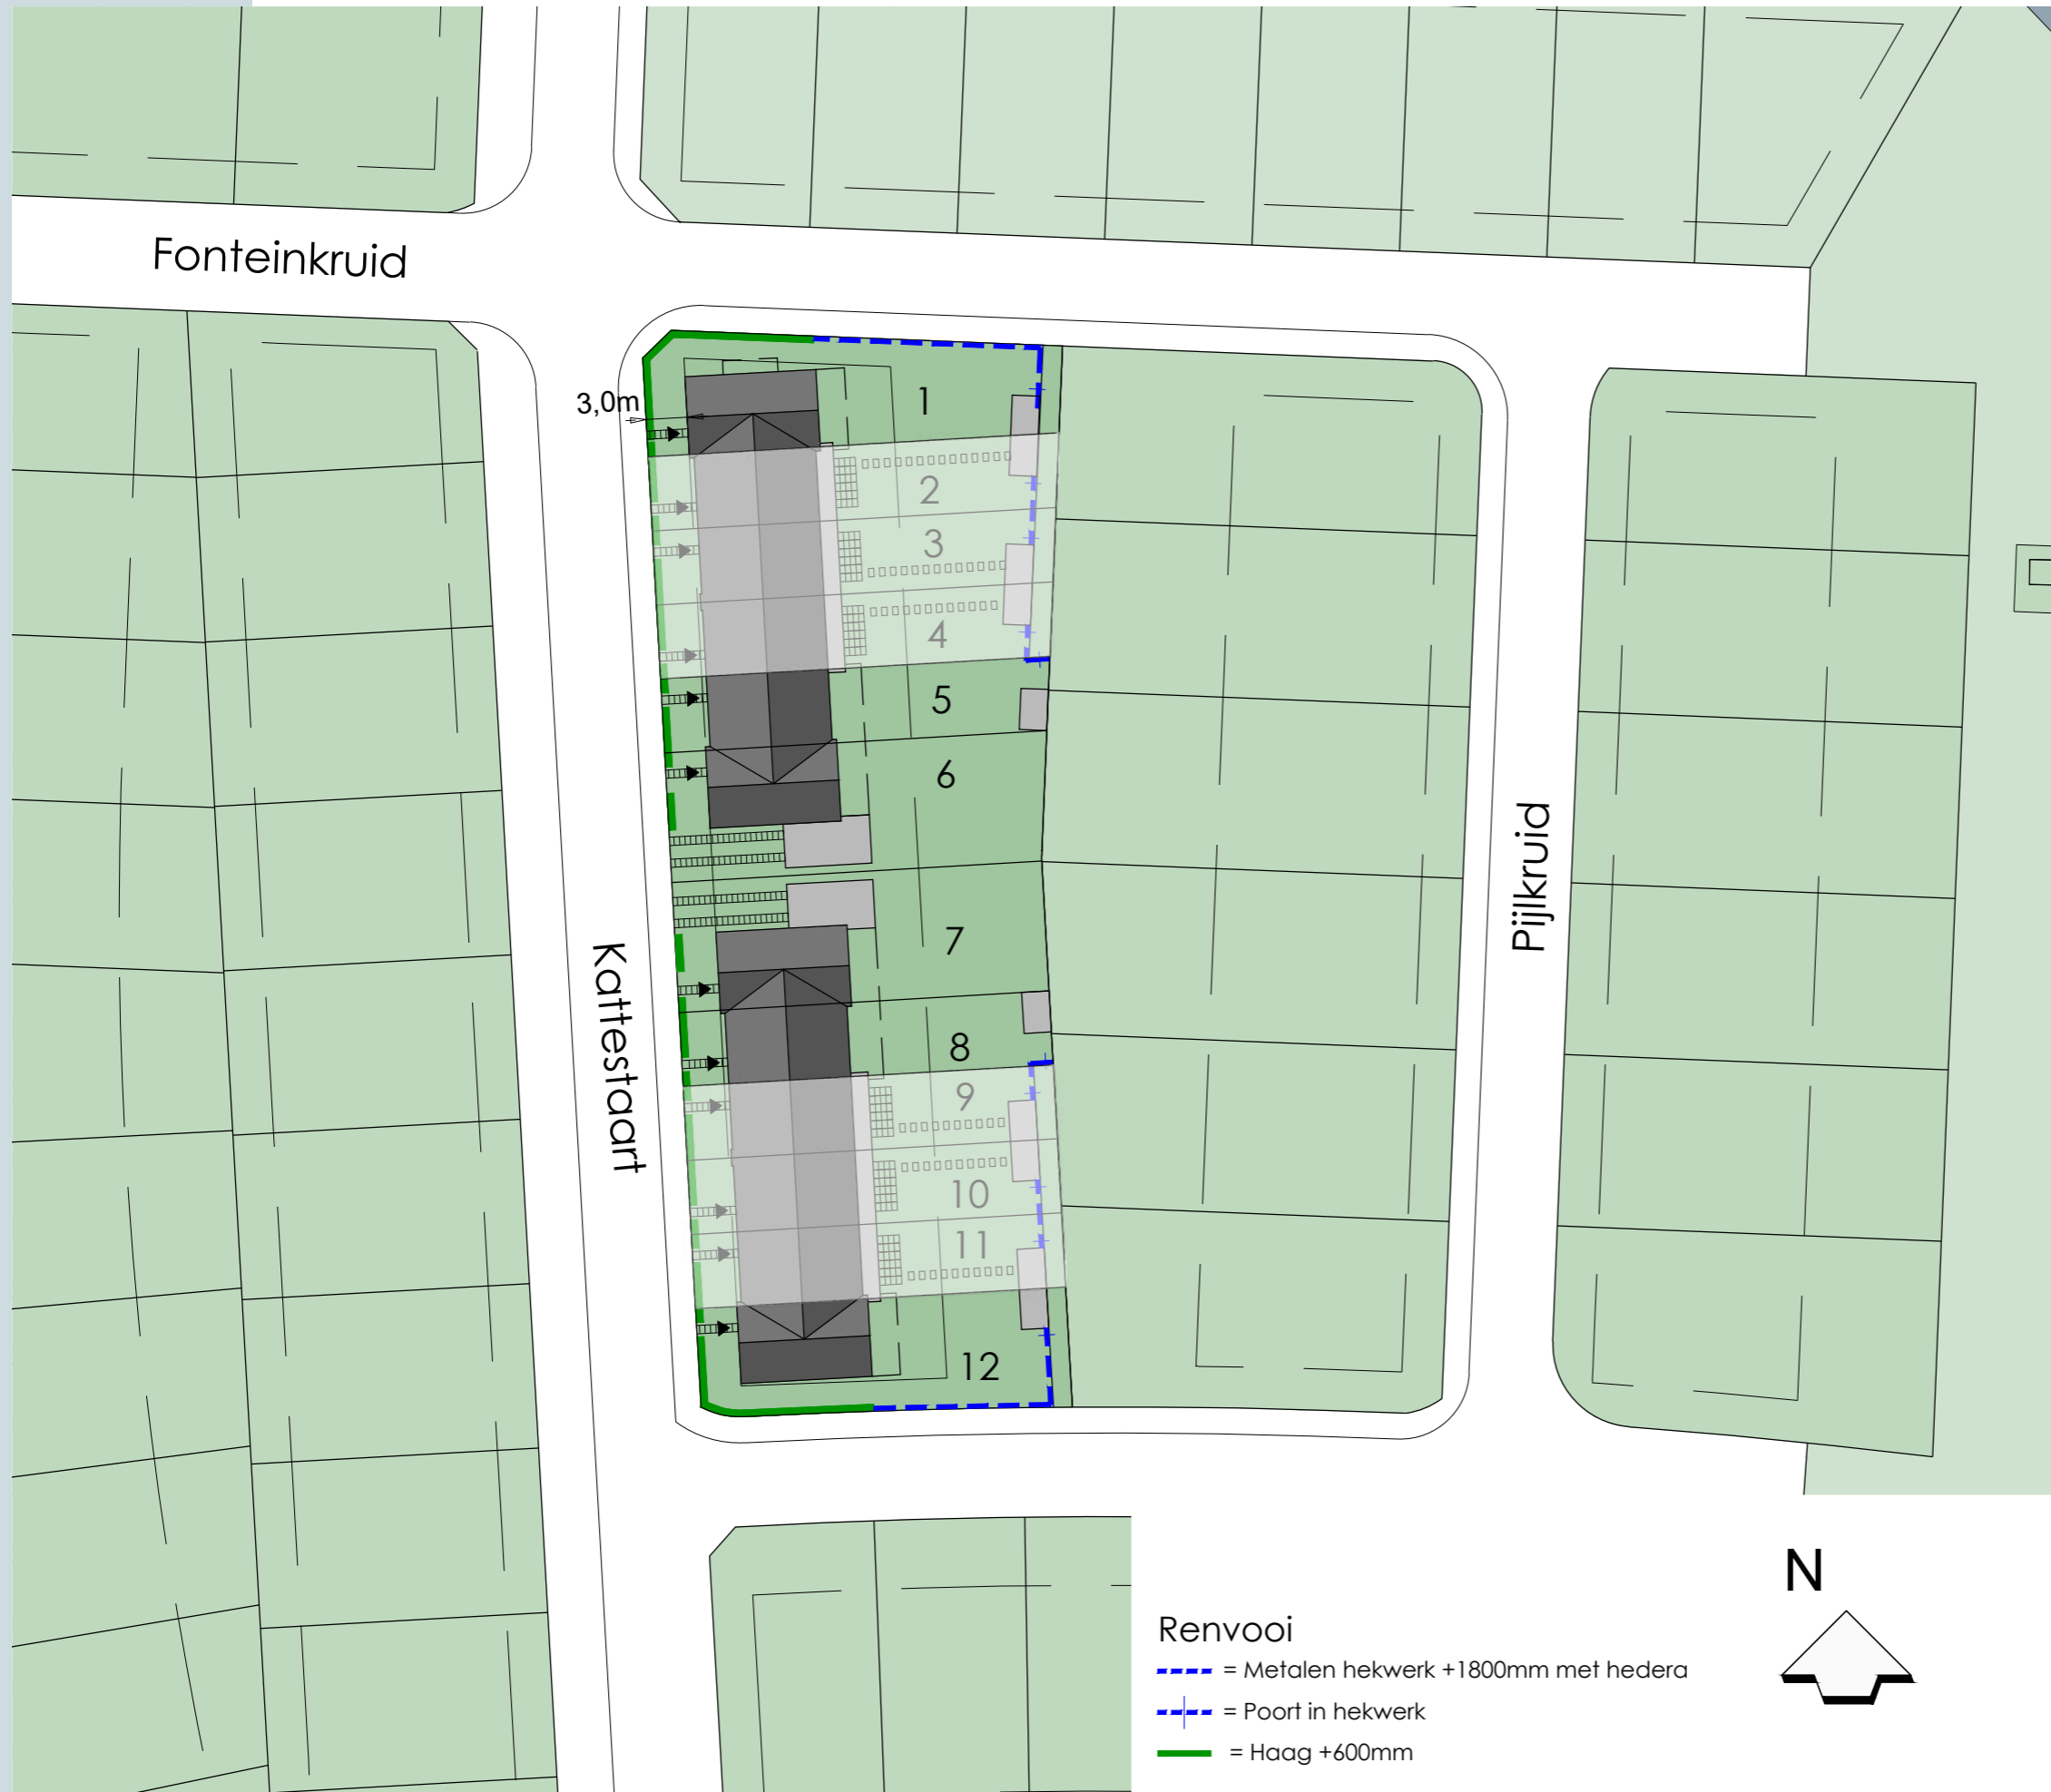 Fonteinkruid
3,0m
1
2
3
4
5
6
7
8
9
10
11
12
Kattestaart
Pijlkruid
N
Renvooi
= Metalen hekwerk +1800mm met hedera
= Poort in hekwerk
= Haag +600mm